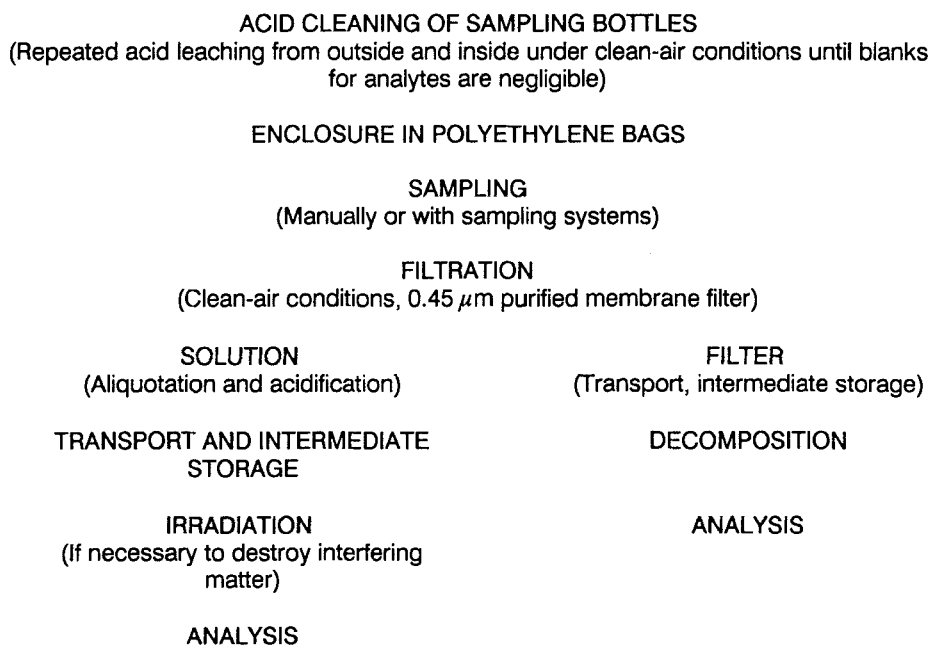 ACID CLEANING OF SAMPLING BOTTLES
(Repeated acid leaching from outside and inside under clean-air conditions until blanks
for analytes are negligible)
ENCLOSURE IN POLYETHYLENE BAGS
SAMPLING
(Manually or with sampling systems)
FILTRATION
(Clean-air conditions, 0.45 μm purified membrane filter)
SOLUTION
(Aliquotation and acidification)
TRANSPORT AND INTERMEDIATE
STORAGE
IRRADIATION
(If necessary to destroy interfering
matter)
ANALYSIS
FILTER
(Transport, intermediate storage)
DECOMPOSITION
ANALYSIS